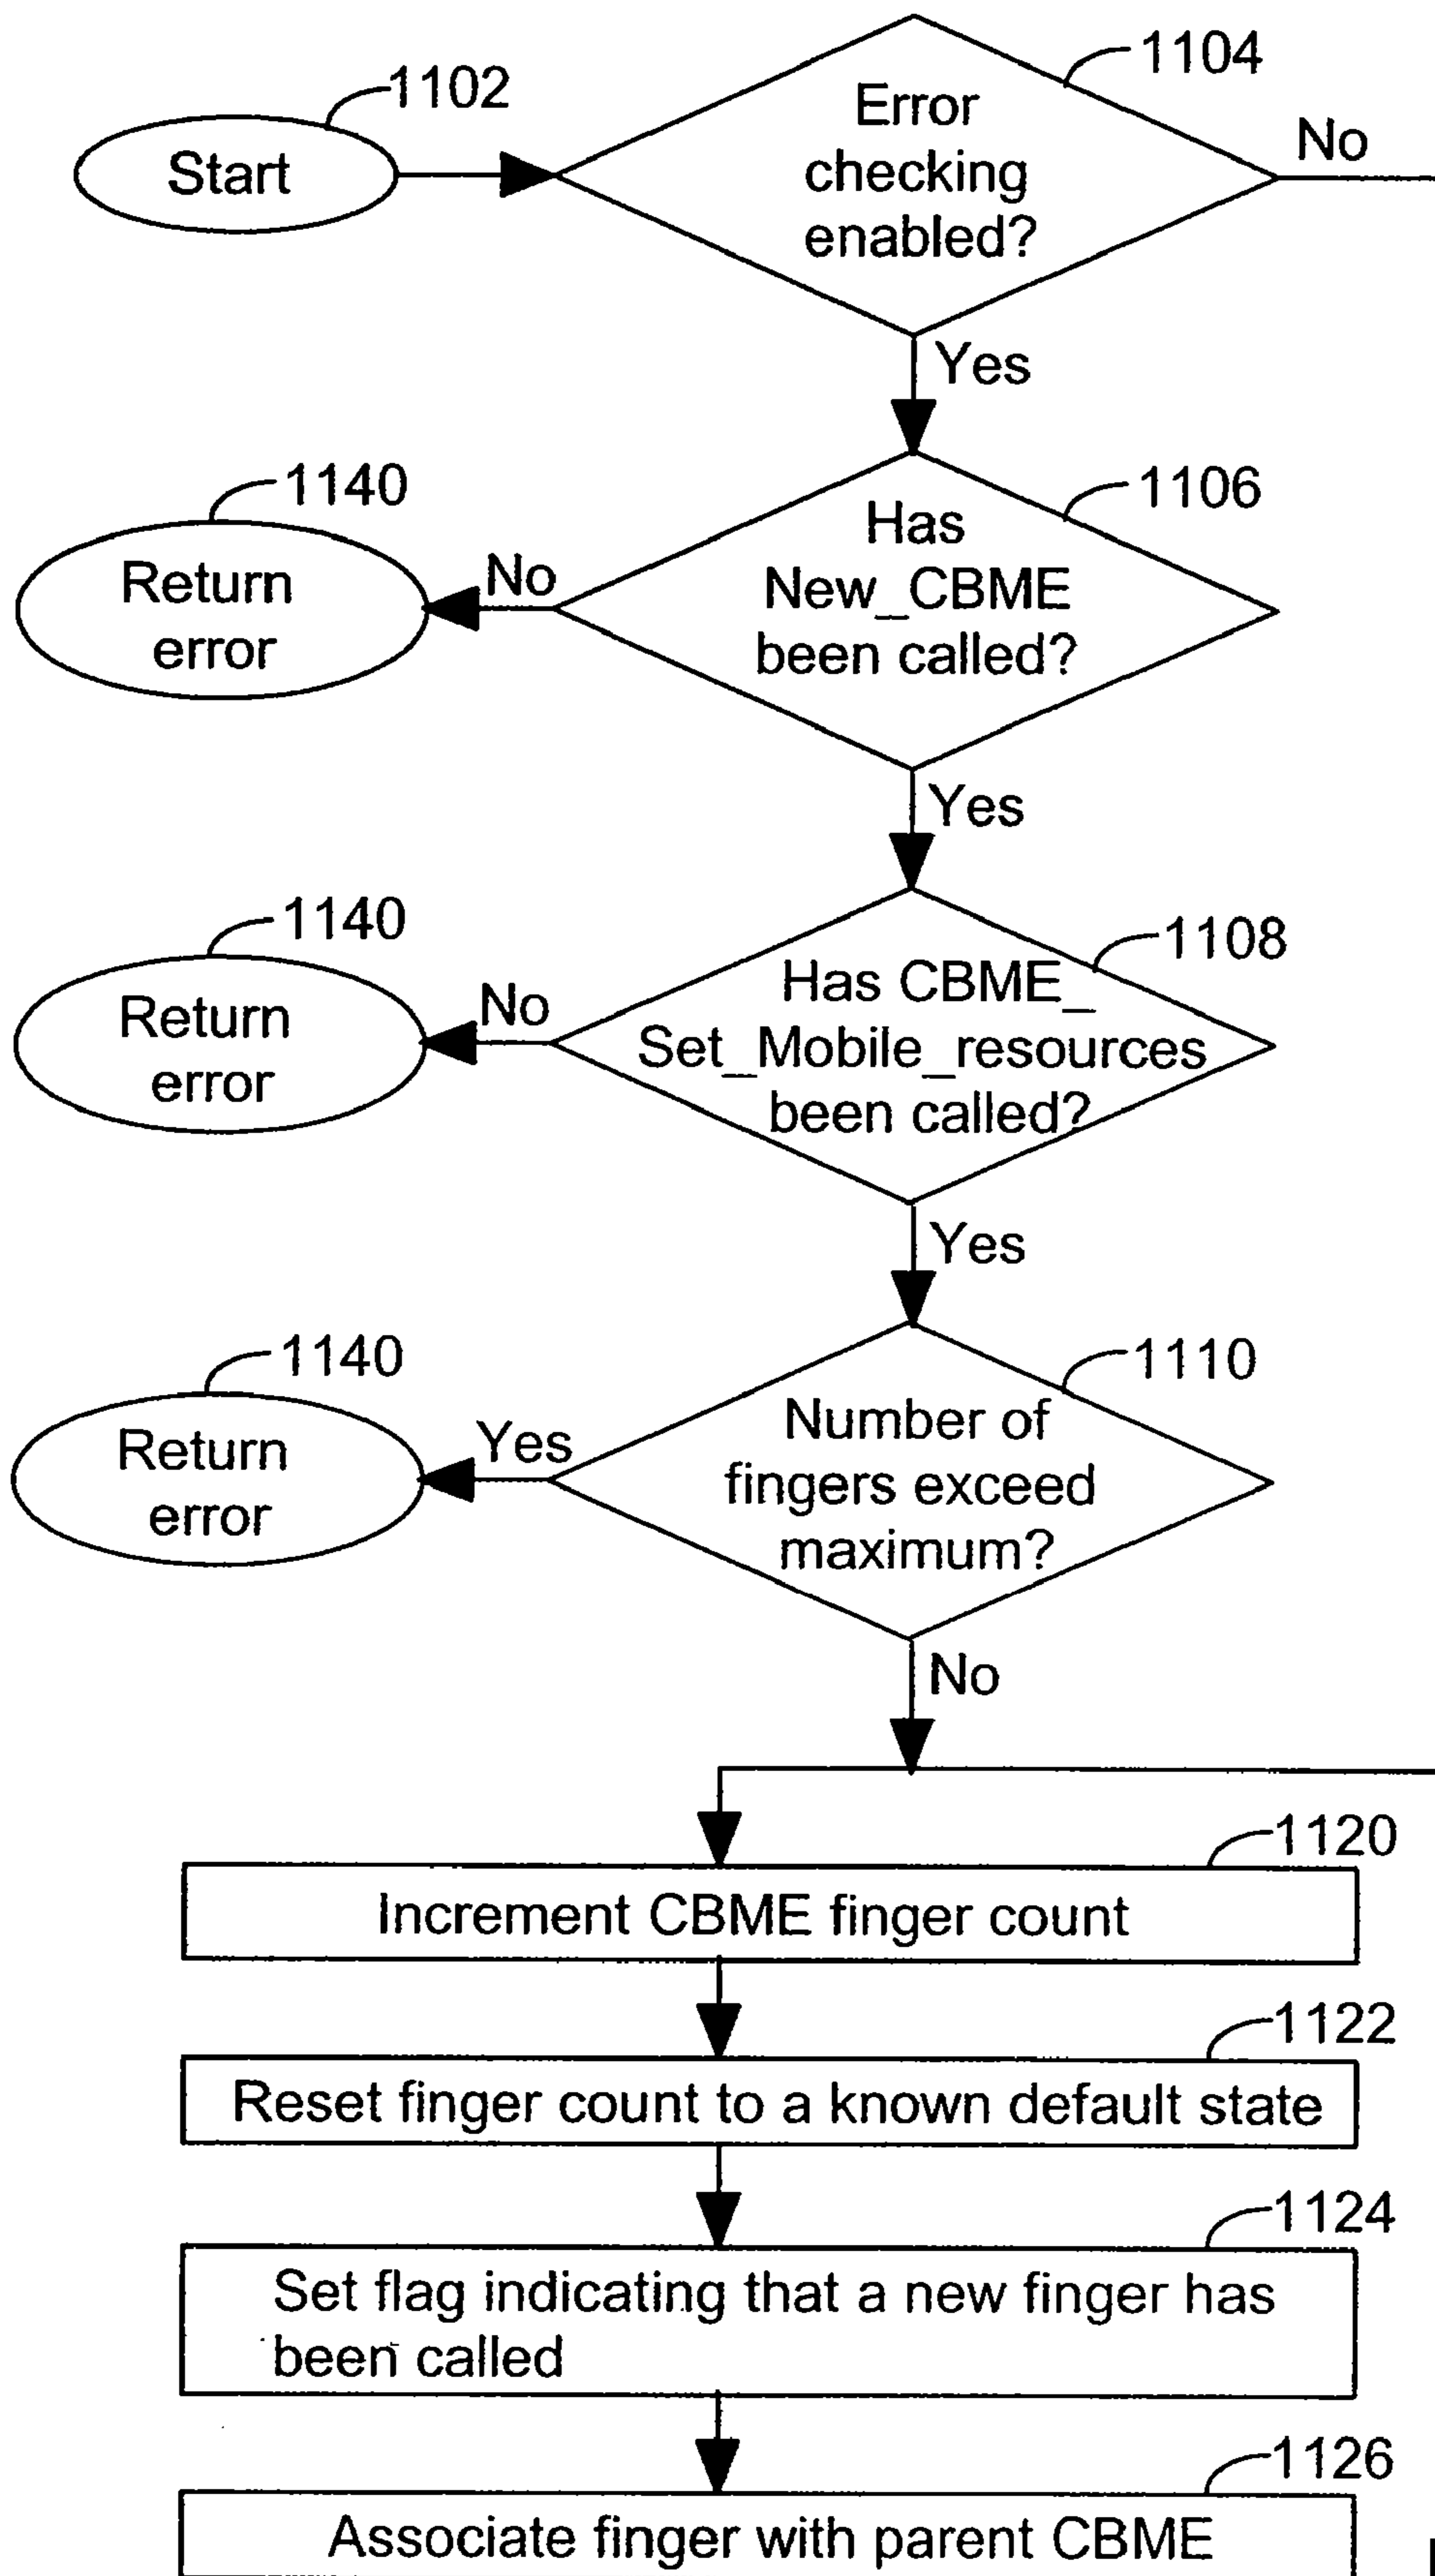 1102
Start
1104
Error
checking
enabled?
No
Yes
1140
Return
error
No
1106
Has
New_CBME
been called?
Yes
1140
Return
error
No
1108
Has CBME_
Set_Mobile_resources
been called?
Yes
1140
Return
error
Yes
1110
Number of
fingers exceed
maximum?
No
1120
Increment CBME finger count
1122
Reset finger count to a known default state
1124
Set flag indicating that a new finger has
been called
1126
Associate finger with parent CBME